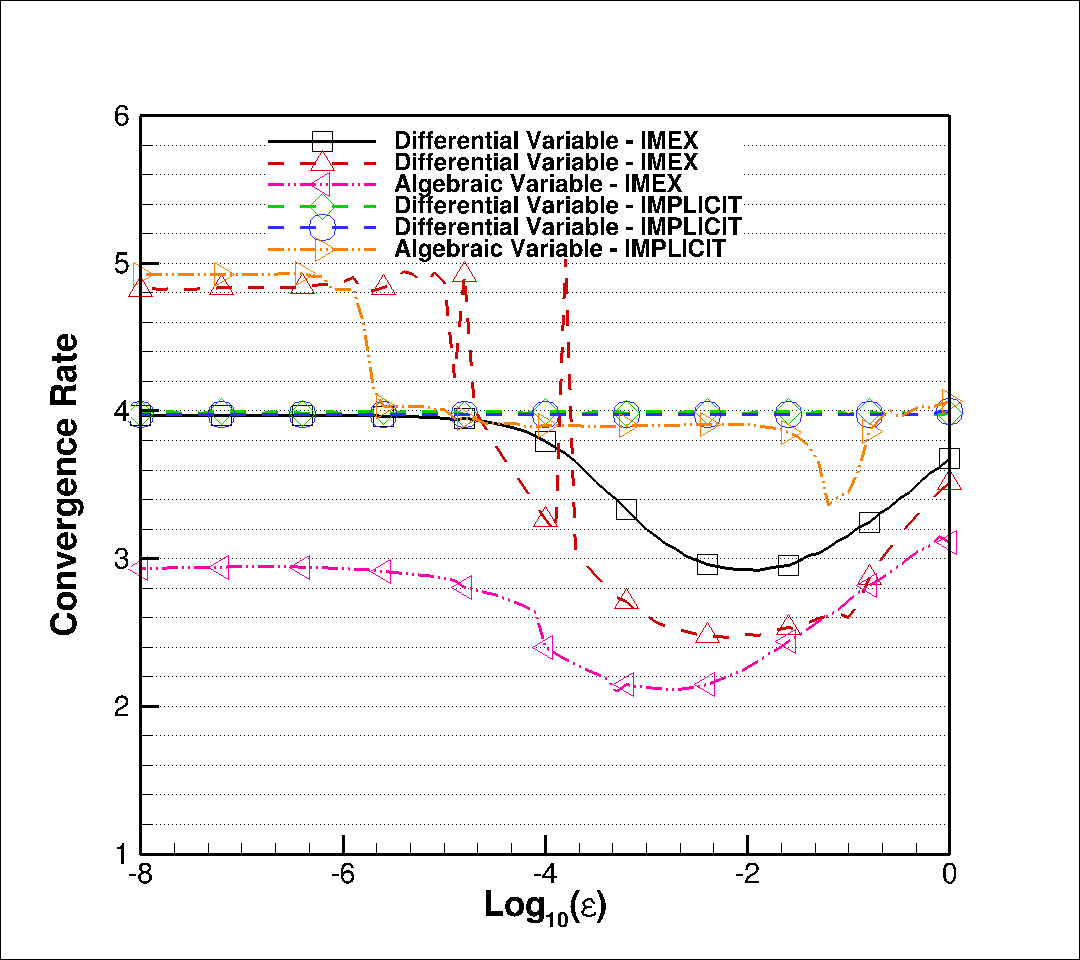 6
Differential Variable - IMEX
Differential Variable - IMEX
Algebraic Variable - IMEX
Differential Variable - IMPLICIT
Differential Variable - IMPLICIT
Algebraic Variable - IMPLICIT
5
4
3
2
1
Convergence Rate
-8 -6 -4 -2 0
Log10(ε)